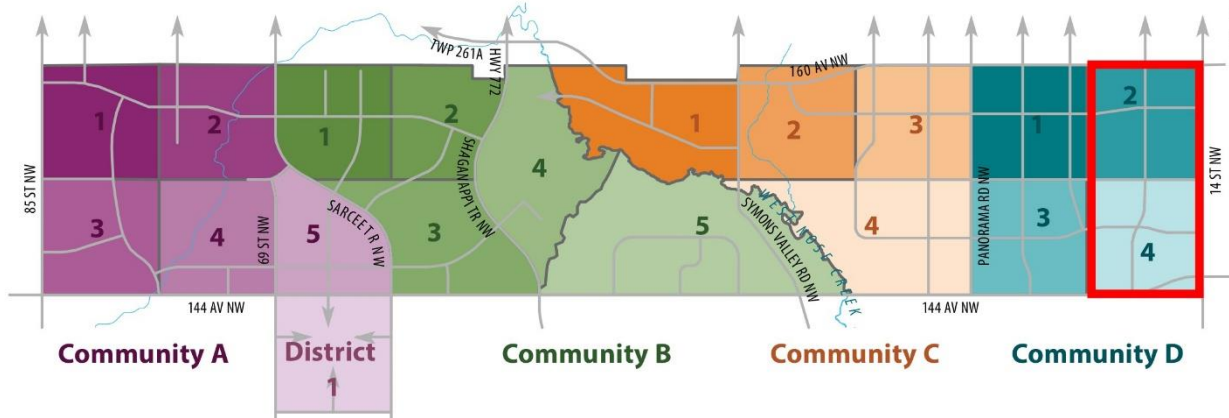 TWP 261A
HWY 772
160 AV NW
1
2
1
2
4
1
2
3
1
2
85 ST NW
SHAGANAPPI TR NW
14 ST NW
3
4
69 ST NW
5
SARCEE TR NW
3
5
SYMONS VALLEY RD NW
WEST NOSE CREEK
4
PANORAMA RD NW
3
4
144 AV NW
144 AV NW
Community A
District
1
Community B
Community C
Community D